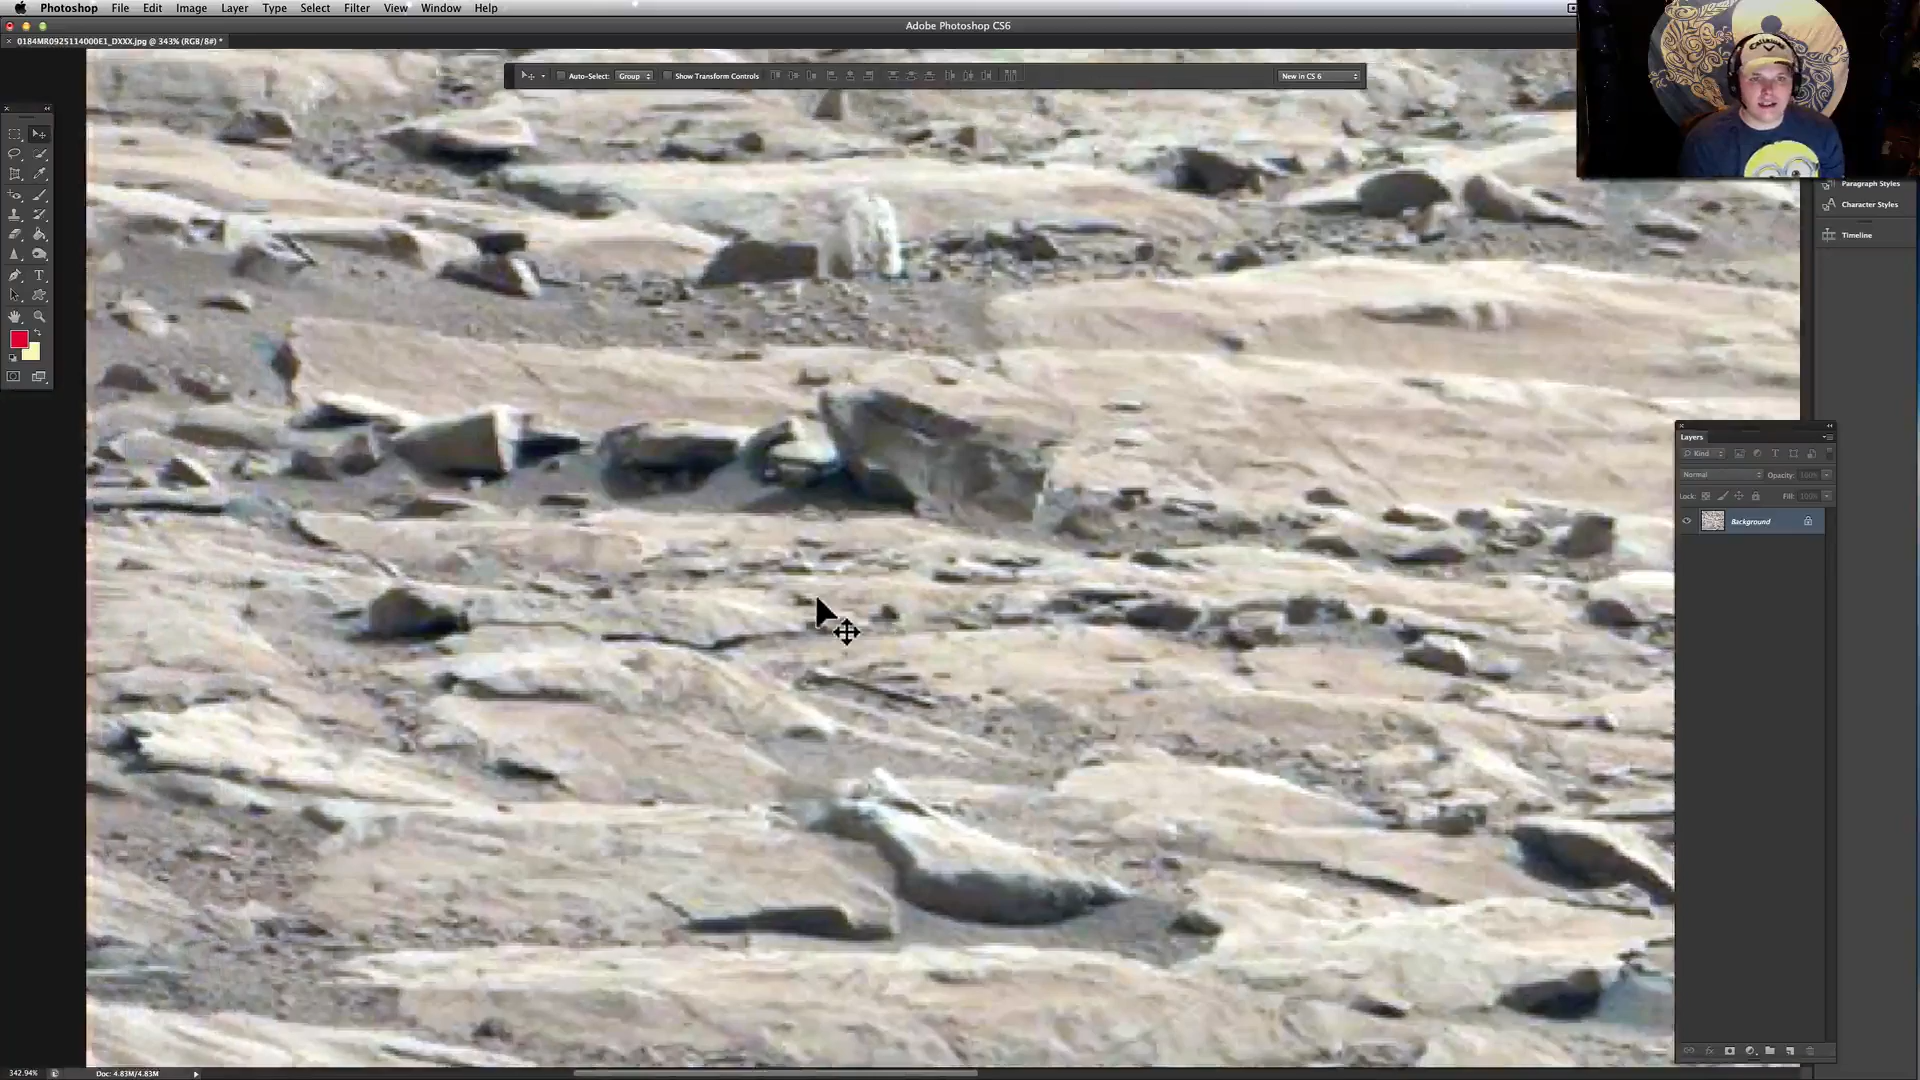 Photoshop File Edit Image Layer Type Select Filter View Window Help
Adobe Photoshop CS6
0184MR0925114000E1_DXXX.jpg @ 343% (RGB/8#) *
Auto-Select: Group Show Transform Controls New in CS 6
Paragraph Styles
Character Styles
Timeline
Layers
Kind
Normal Opacity: 100%
Lock: Fill: 100%
Background
342.94% Doc: 4.83M/4.83M